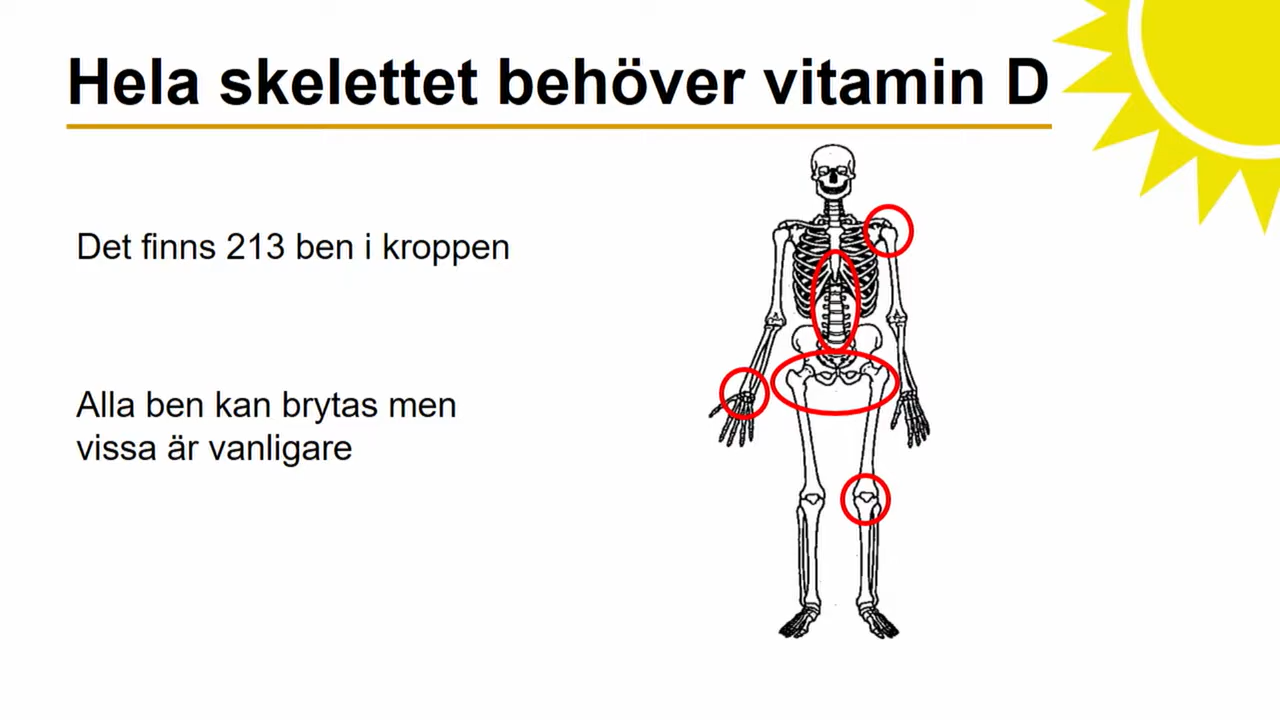 Hela skelettet behöver vitamin D
Det finns 213 ben i kroppen
Alla ben kan brytas men
vissa är vanligare